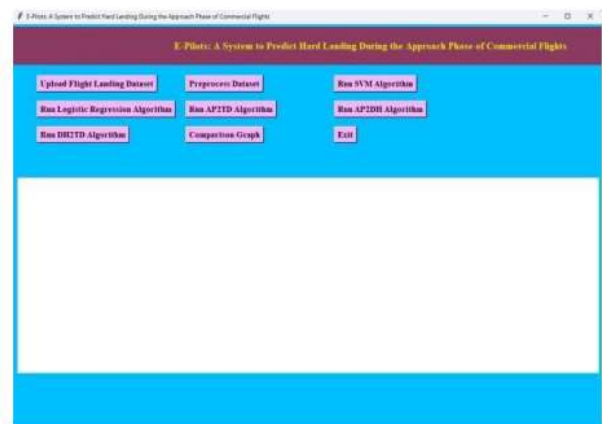 E-Pilots: A System to Predict Hard Landing During the Approach Phase of Commercial Flights
E-Pilots: A System to Predict Hard Landing During the Approach Phase of Commercial Flights
Upload Flight Landing Dataset Preprocess Dataset Run SVM Algorithm
Run Logistic Regression Algorithm Run AP2TD Algorithm Run AP2DH Algorithm
Run DH2TD Algorithm Comparison Graph Exit